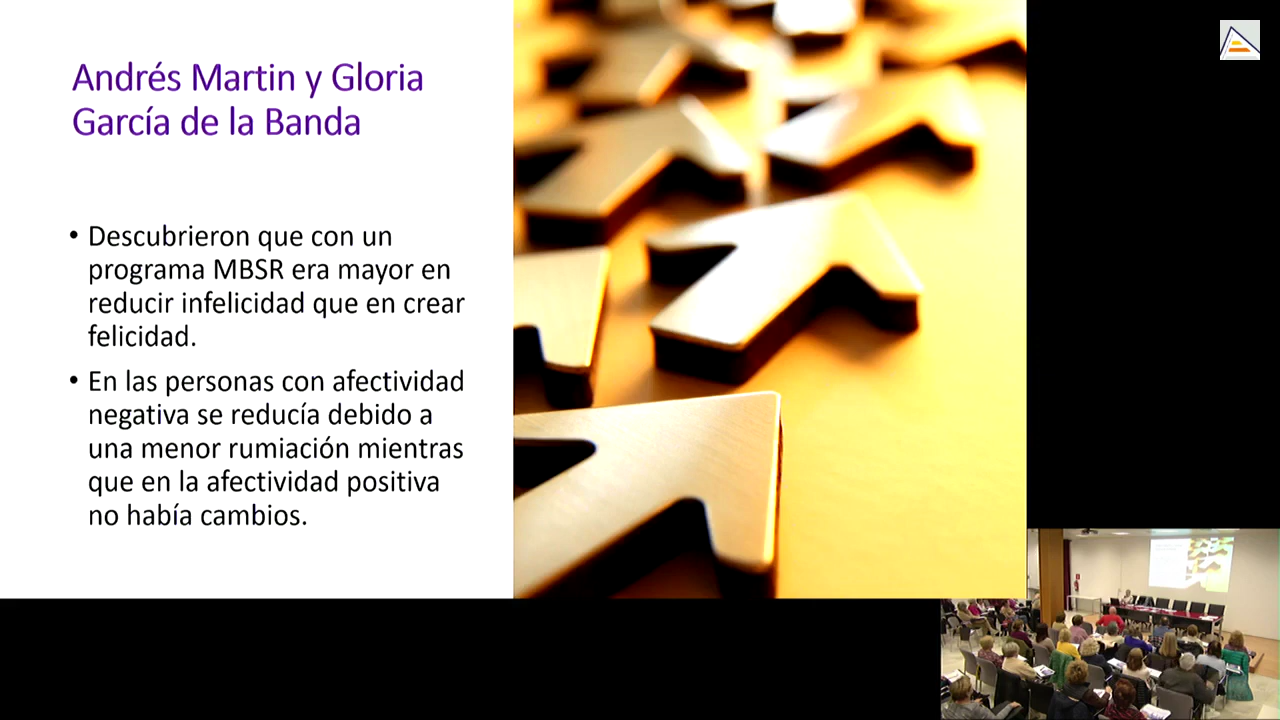 Andrés Martin y Gloria
García de la Banda
• Descubrieron que con un
programa MBSR era mayor en
reducir infelicidad que en crear
felicidad.
• En las personas con afectividad
negativa se reducía debido a
una menor rumiación mientras
que en la afectividad positiva
no había cambios.